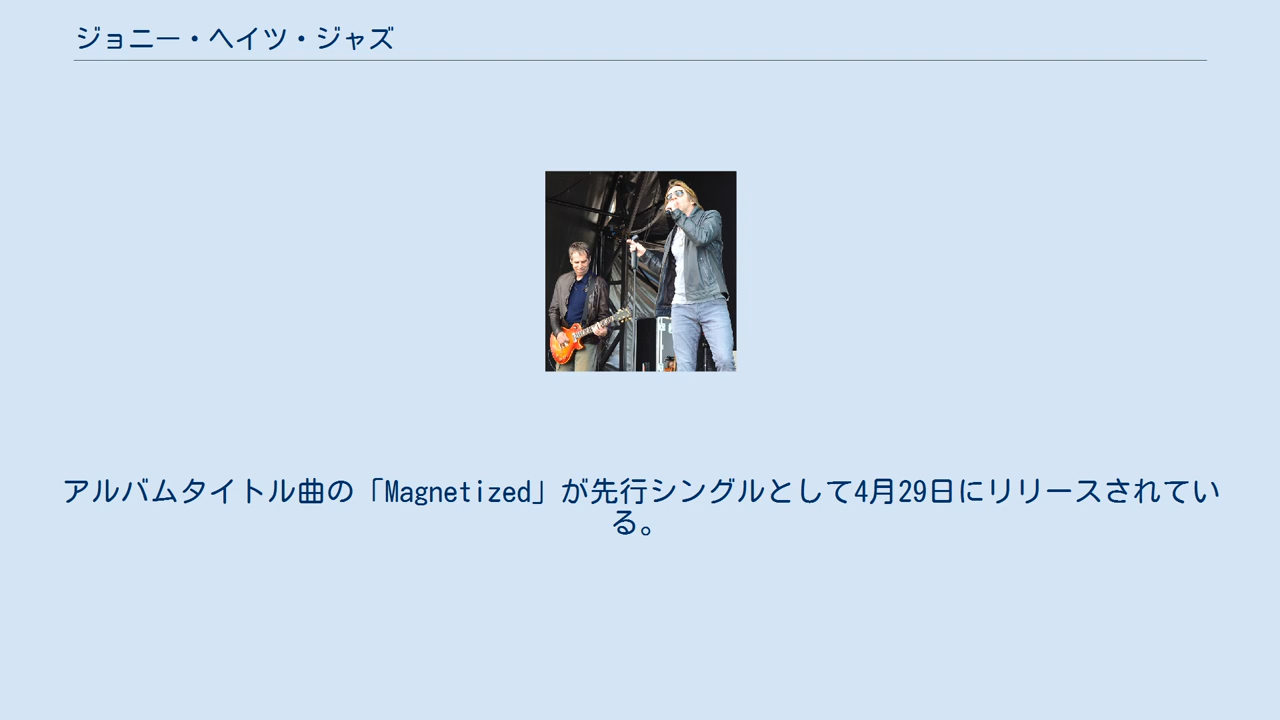 ジョニー・ヘイツ・ジャズ
アルバムタイトル曲の「Magnetized」が先行シングルとして4月29日にリリースされてい
る。